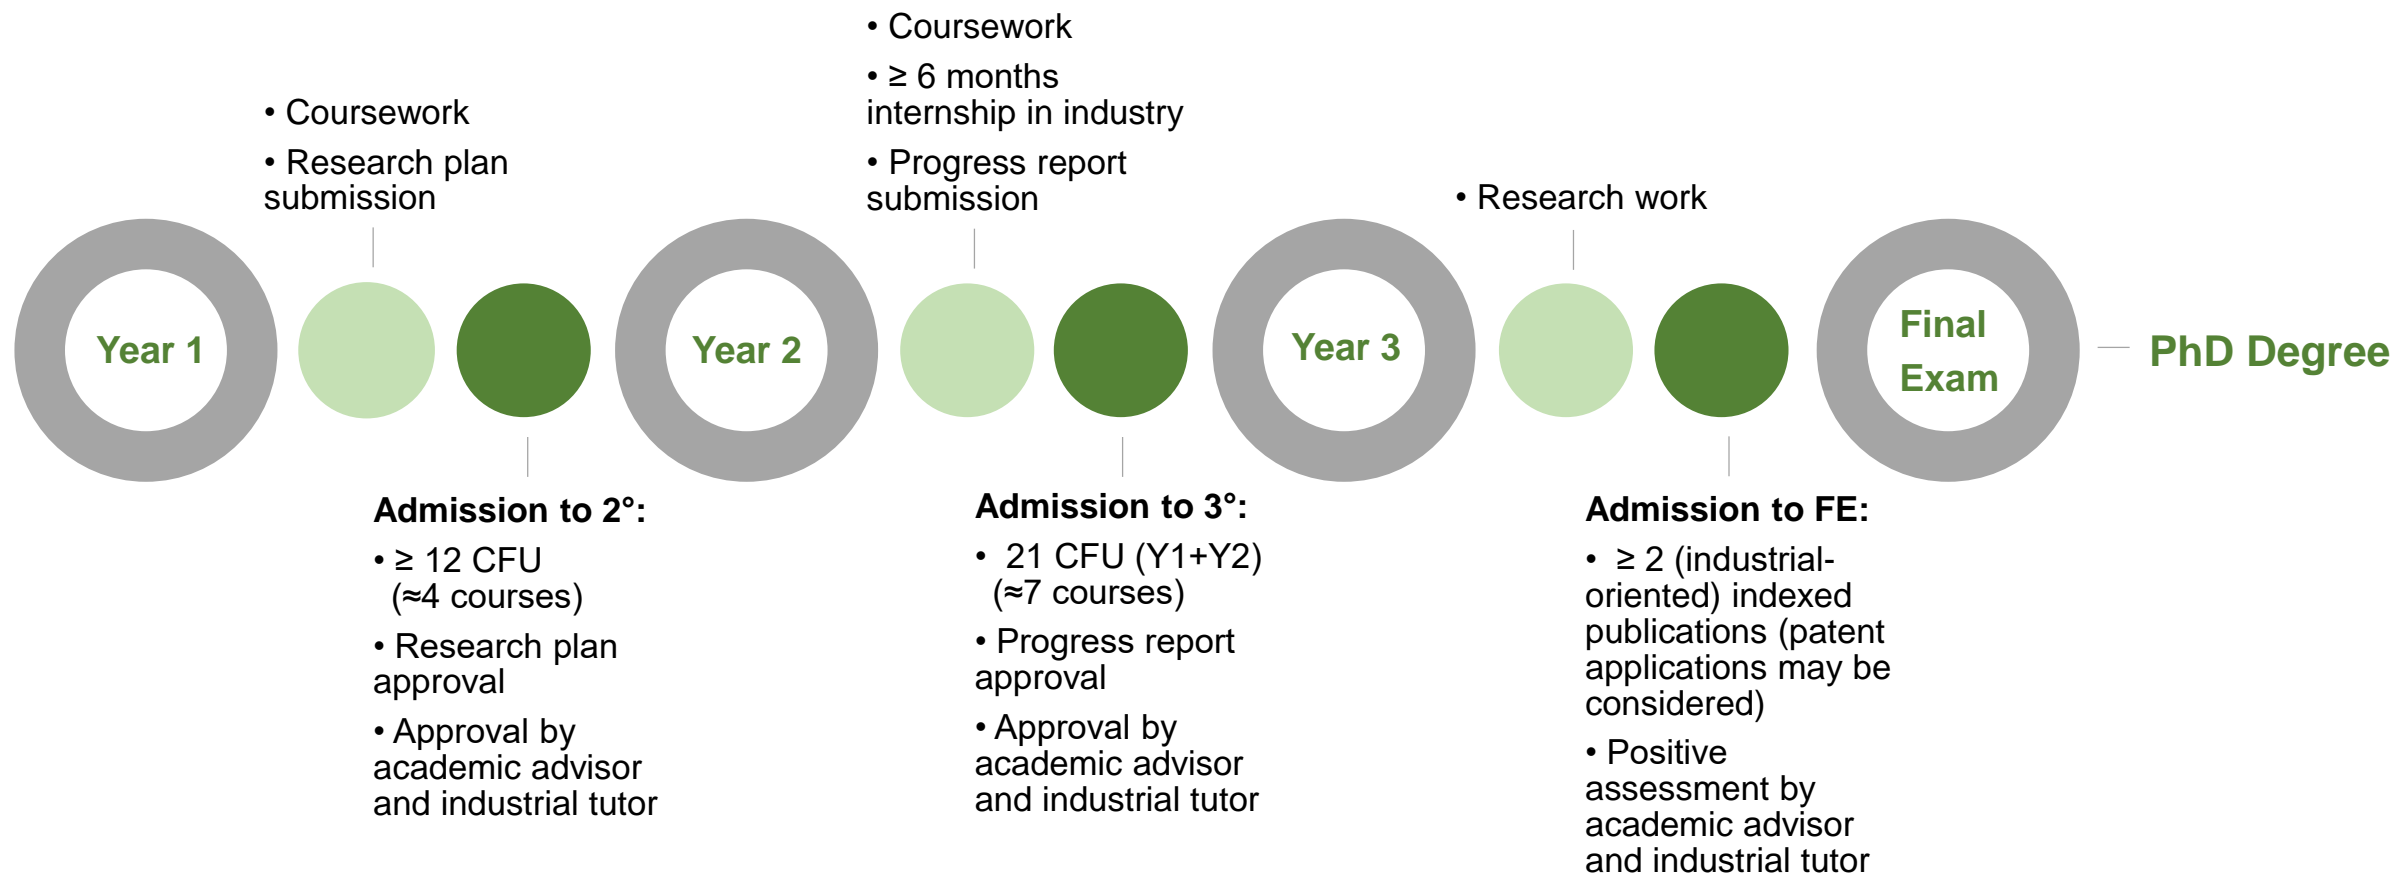 • Coursework
• Research plan
submission
• Coursework
• ≥ 6 months
internship in industry
• Progress report
submission
• Research work
Year 1
Year 2
Year 3
Final
Exam
PhD Degree
Admission to 2°:
• ≥ 12 CFU
(≈4 courses)
• Research plan
approval
• Approval by
academic advisor
and industrial tutor
Admission to 3°:
• 21 CFU (Y1+Y2)
(≈7 courses)
• Progress report
approval
• Approval by
academic advisor
and industrial tutor
Admission to FE:
• ≥ 2 (industrial-
oriented) indexed
publications (patent
applications may be
considered)
• Positive
assessment by
academic advisor
and industrial tutor